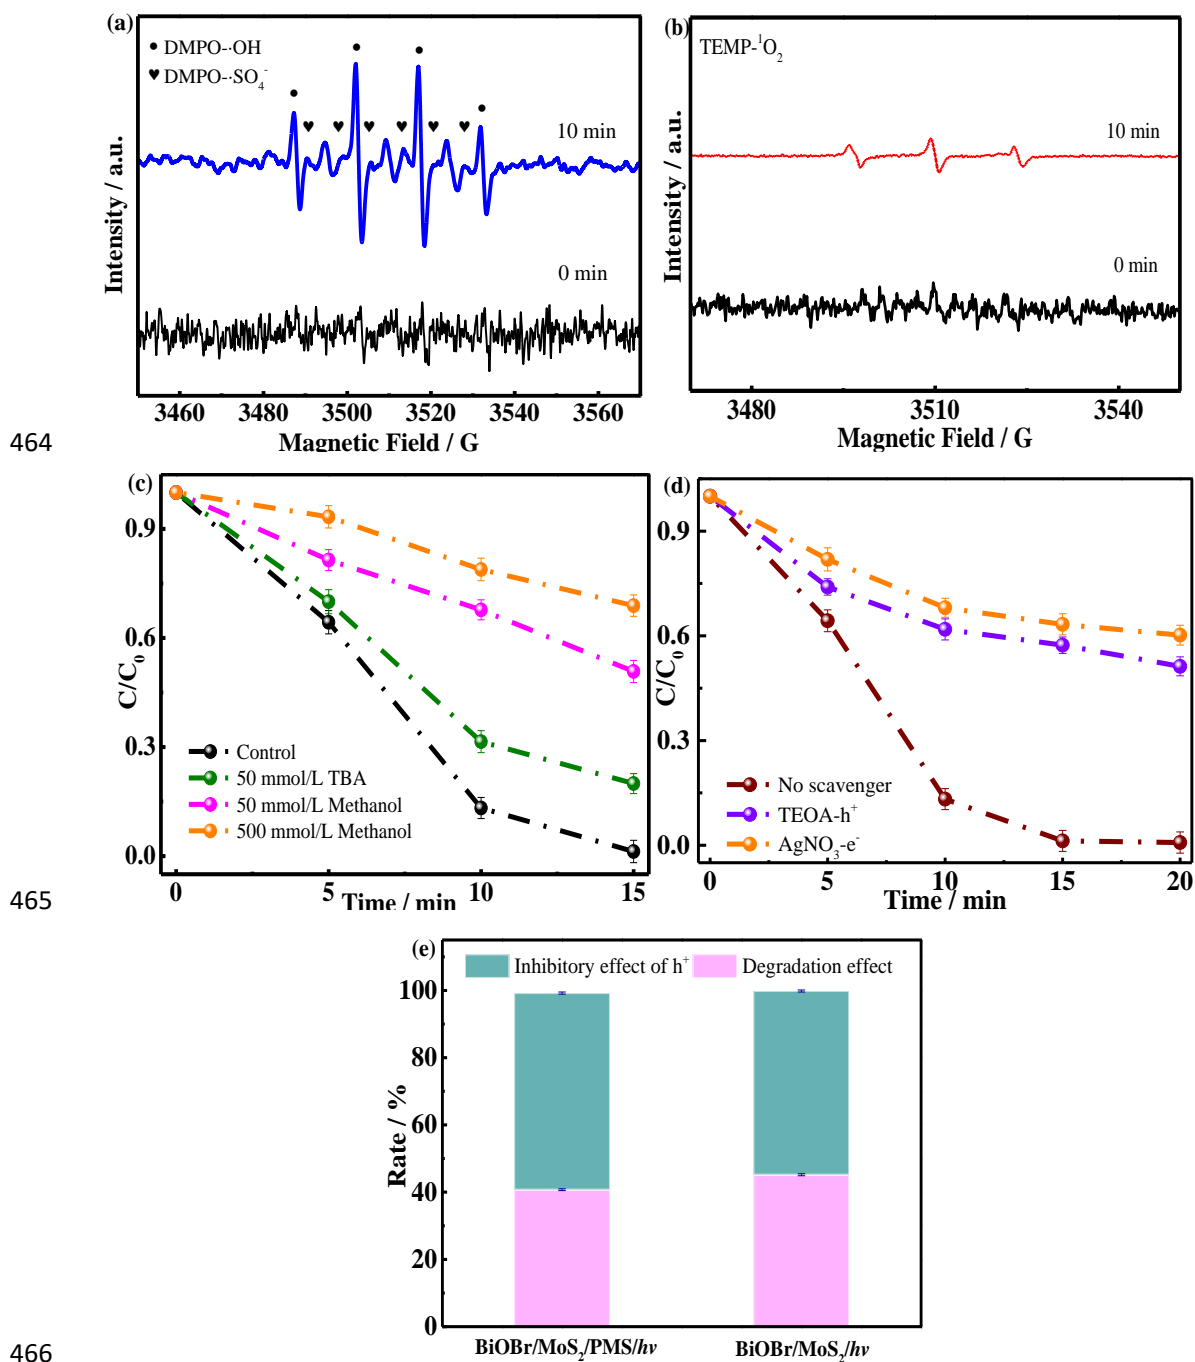 (a)
• DMPO-·OH
♥ DMPO-·SO₄⁻
10 min
0 min
Intensity / a.u.
3460 3480 3500 3520 3540 3560
Magnetic Field / G
(b)
TEMP-¹O₂
10 min
0 min
Intensity / a.u.
3480 3510 3540
Magnetic Field / G
464
(c)
0.9
0.6
0.3
0.0
C/C₀
Control
50 mmol/L TBA
50 mmol/L Methanol
500 mmol/L Methanol
0 5 10 15
Time / min
(d)
0.9
0.6
0.3
0.0
C/C₀
No scavenger
TEOA-h⁺
AgNO₃-e⁻
0 5 10 15 20
Time / min
465
(e)
Inhibitory effect of h⁺ Degradation effect
100
80
60
40
20
0
Rate / %
BiOBr/MoS₂/PMS/hv BiOBr/MoS₂/hv
466